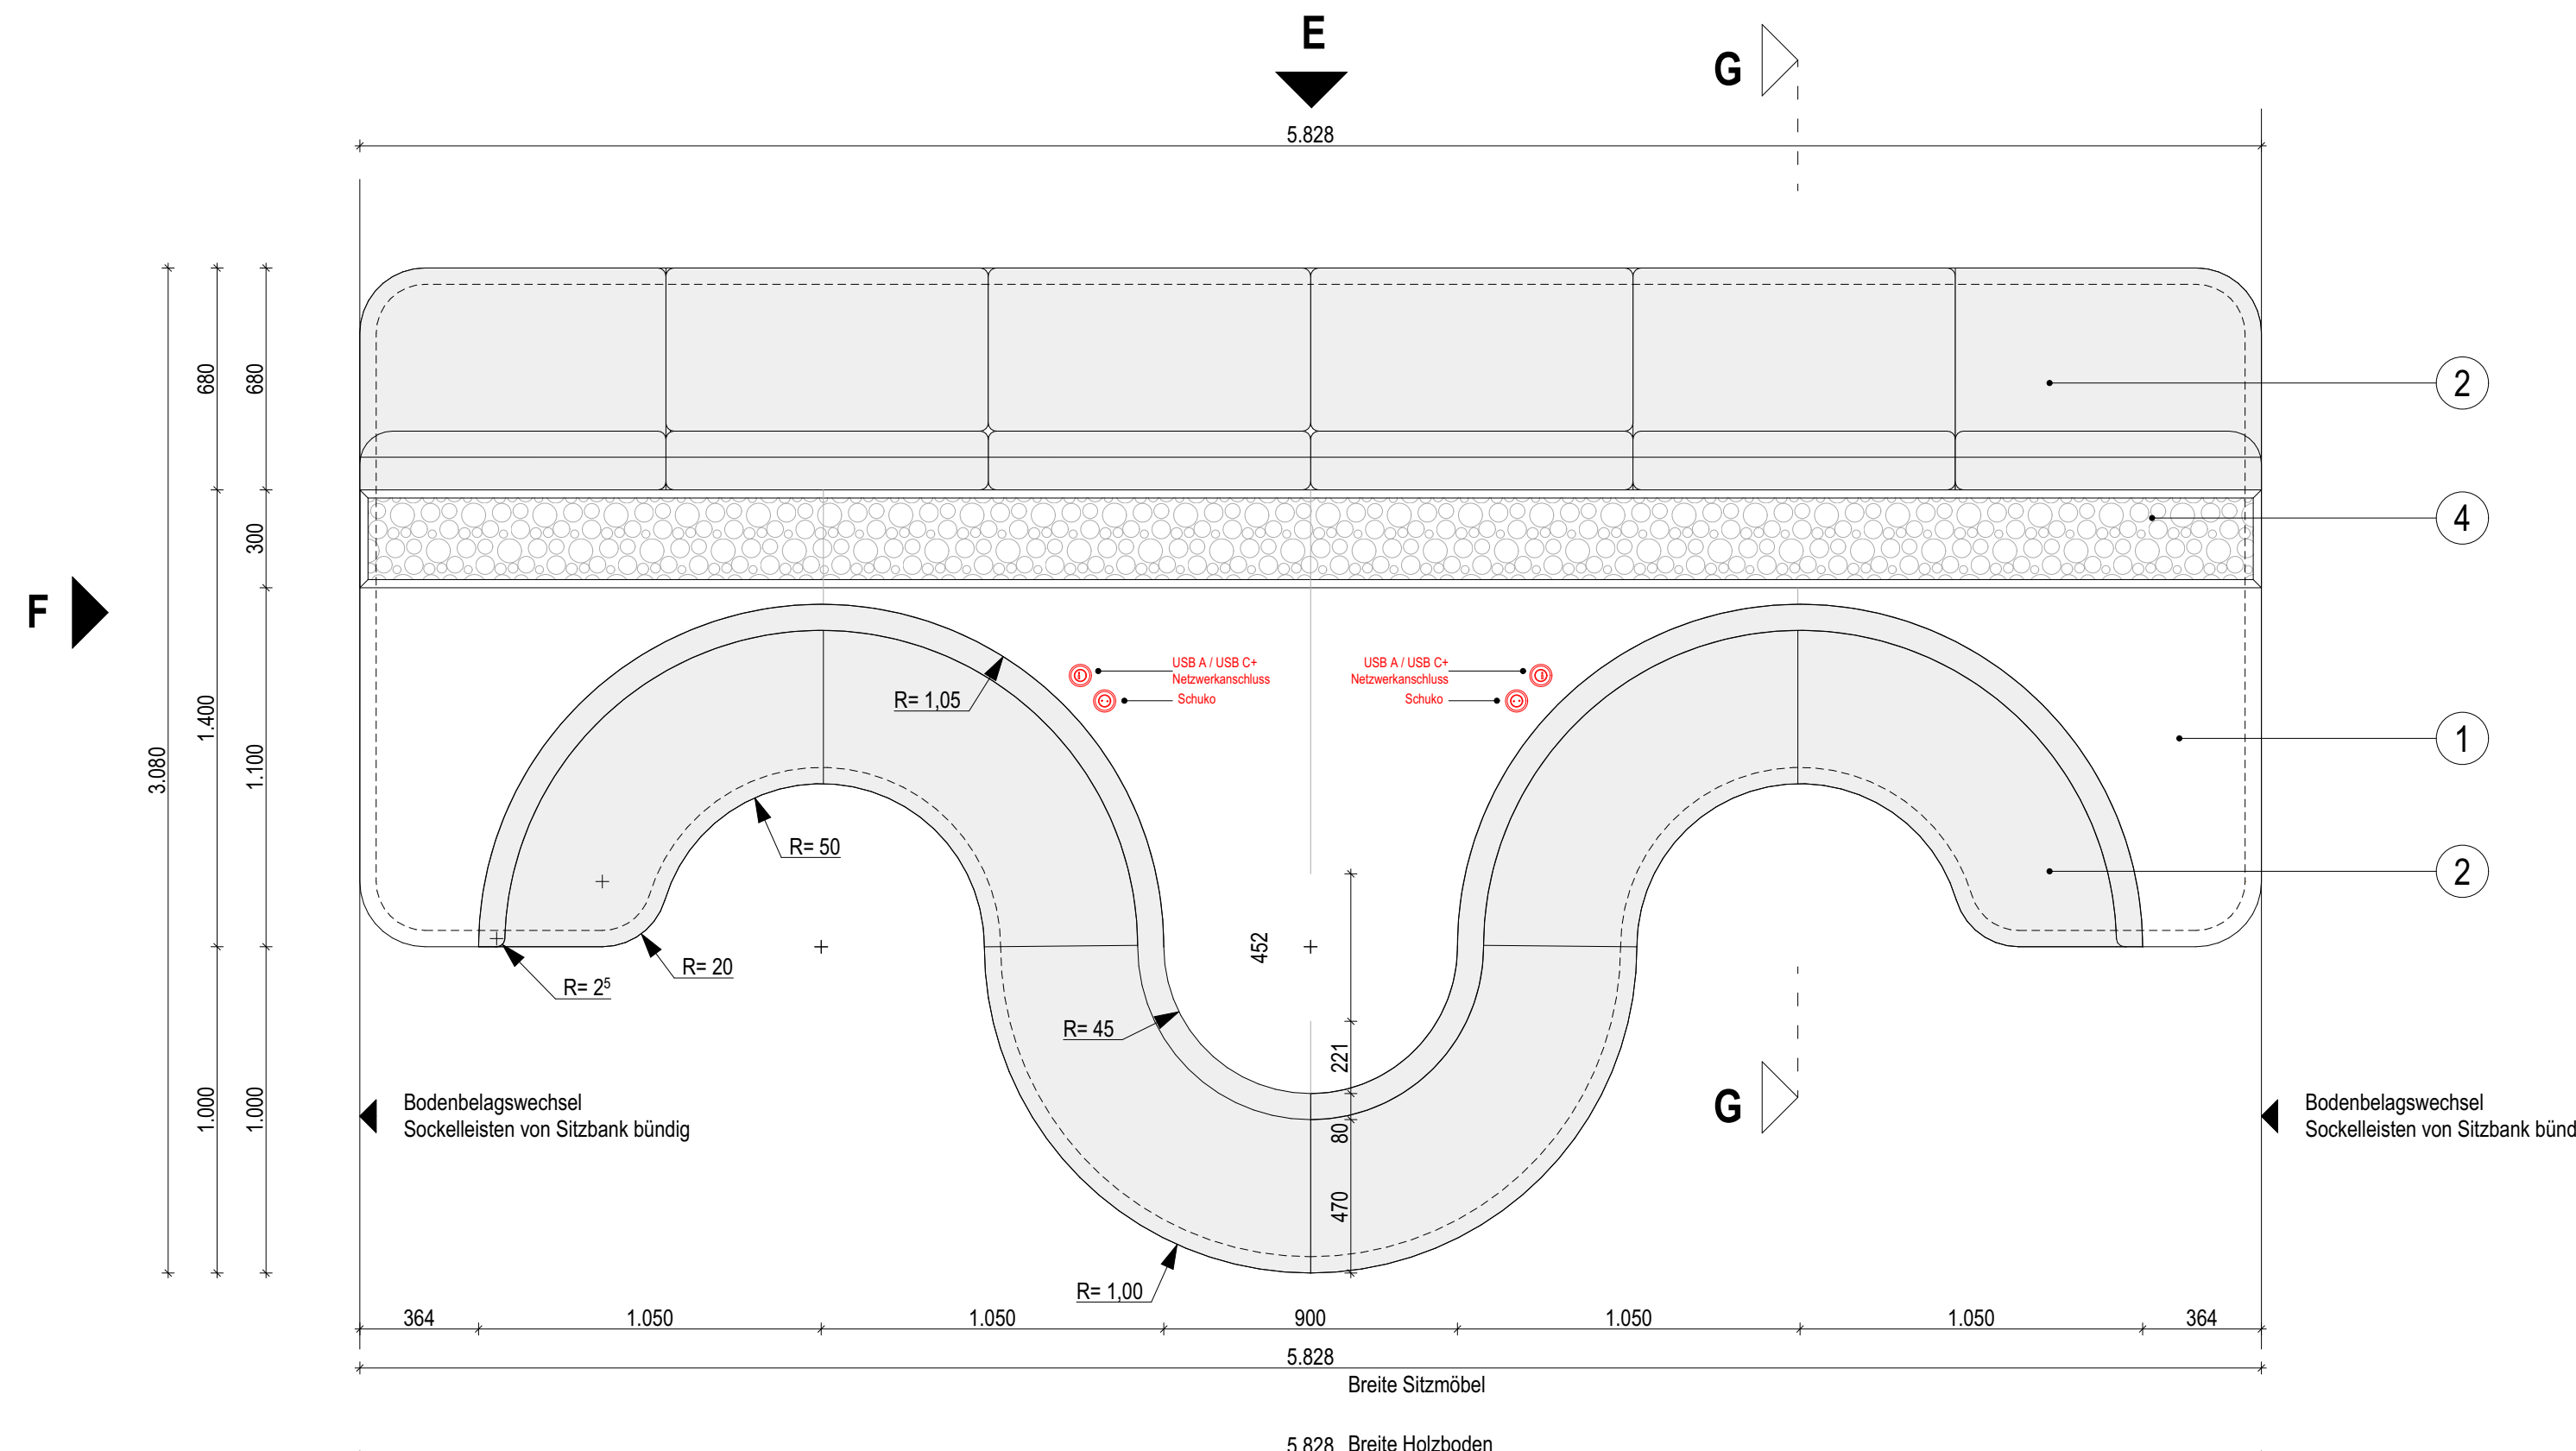 E
G
5.828
680
680
2
300
4
F
USB A / USB C+
Netzwerkanschluss
Schuko
USB A / USB C+
Netzwerkanschluss
Schuko
R= 1,05
1.400
3.080
1.100
1
R= 50
2
452
R= 20
R= 2⁵
R= 45
221
1.000
1.000
Bodenbelagswechsel
Sockelleisten von Sitzbank bündig
80
G
Bodenbelagswechsel
Sockelleisten von Sitzbank bünd
470
R= 1,00
364
1.050
1.050
900
1.050
1.050
364
5.828
Breite Sitzmöbel
5.828 Breite Holzboden